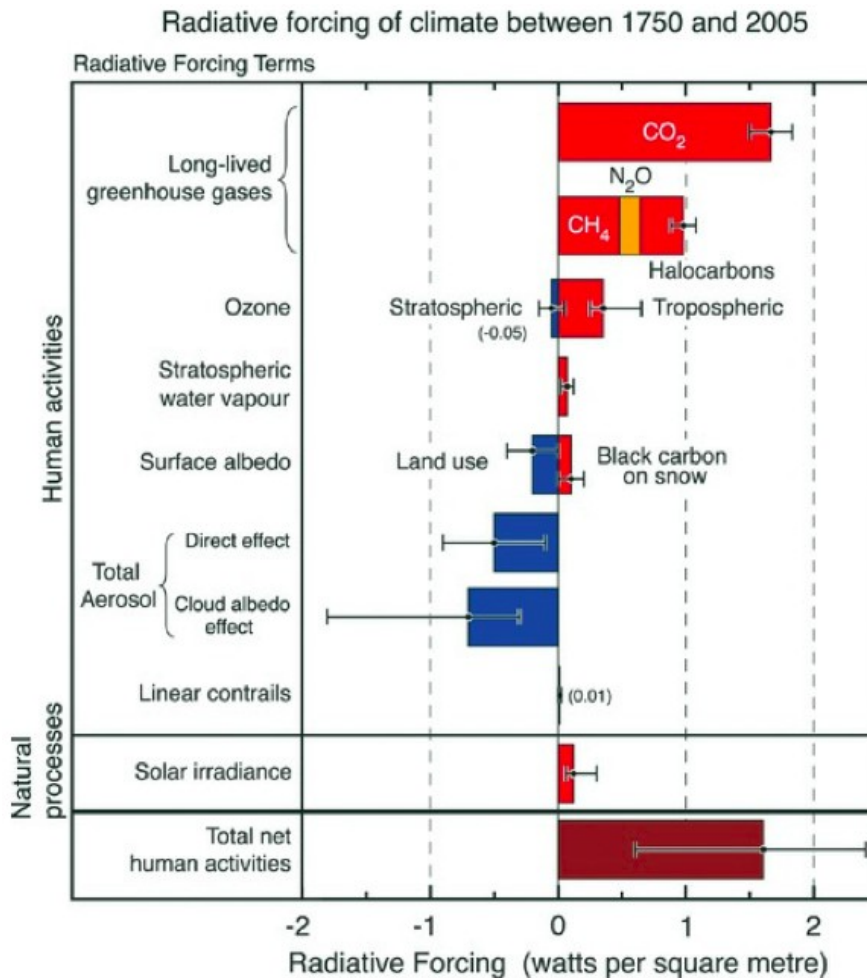 Radiative forcing of climate between 1750 and 2005
Radiative Forcing Terms
Human activities
Long-lived
greenhouse gases
CO₂
N₂O
CH₄
Halocarbons
Ozone
Stratospheric
(-0.05)
Tropospheric
Stratospheric
water vapour
Surface albedo
Land use
Black carbon
on snow
Total
Aerosol
Direct effect
Cloud albedo
effect
Linear contrails
(0.01)
Natural
processes
Solar irradiance
Total net
human activities
-2 -1 0 1 2
Radiative Forcing (watts per square metre)